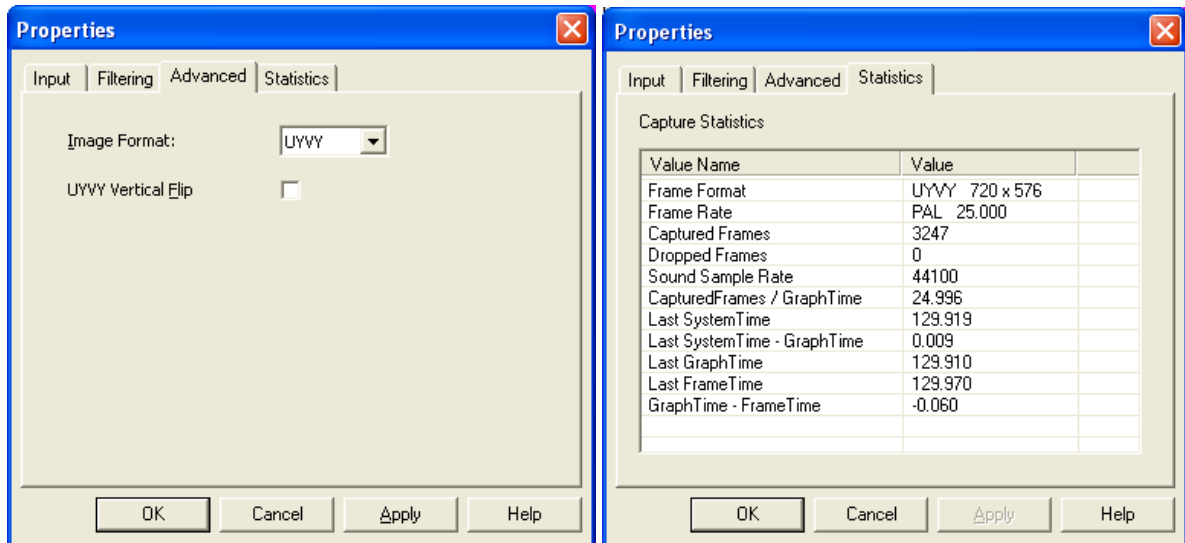 Properties
Input Filtering Advanced Statistics
Image Format: UYVY
UYVY Vertical Flip
OK Cancel Apply Help
Properties
Input Filtering Advanced Statistics
Capture Statistics
Value Name Value
Frame Format UYVY 720 x 576
Frame Rate PAL 25.000
Captured Frames 3247
Dropped Frames 0
Sound Sample Rate 44100
CapturedFrames / GraphTime 24.996
Last SystemTime 129.919
Last SystemTime - GraphTime 0.009
Last GraphTime 129.910
Last FrameTime 129.970
GraphTime - FrameTime -0.060
OK Cancel Apply Help